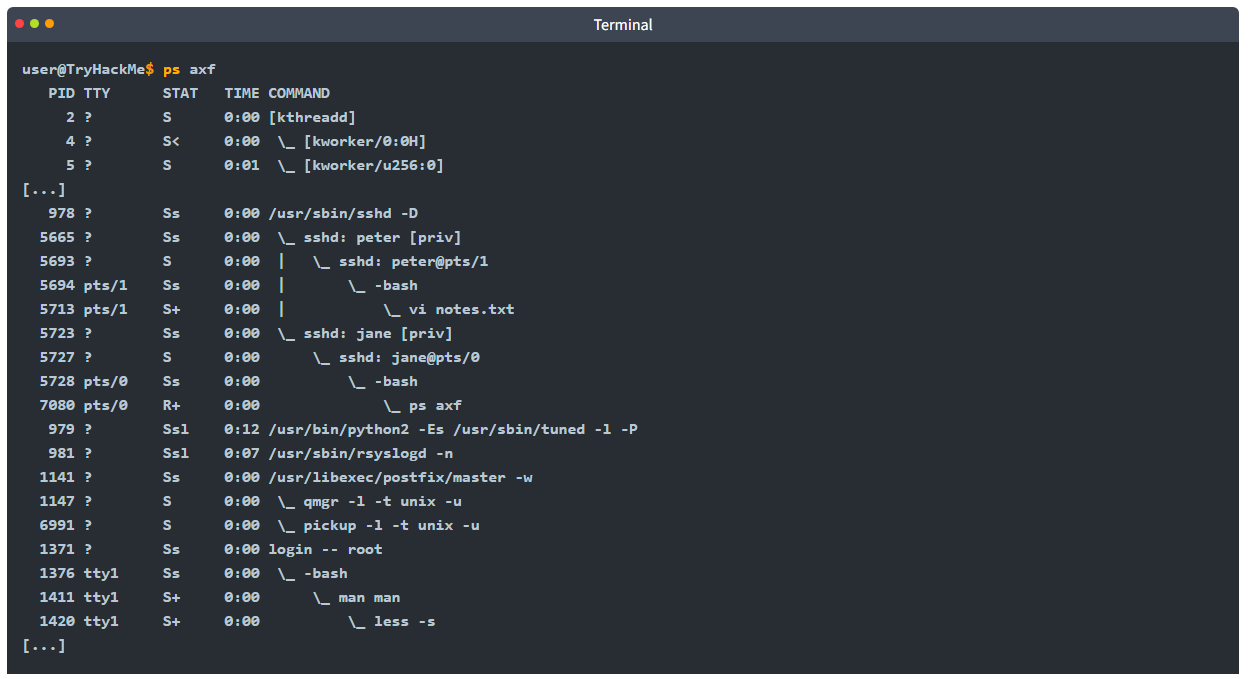 Terminal
user@TryHackMe$ ps axf
   PID TTY      STAT   TIME COMMAND
     2 ?        S      0:00 [kthreadd]
     4 ?        S<     0:00  \_ [kworker/0:0H]
     5 ?        S      0:01  \_ [kworker/u256:0]
[...]
   978 ?        Ss     0:00 /usr/sbin/sshd -D
  5665 ?        Ss     0:00  \_ sshd: peter [priv]
  5693 ?        S      0:00  |   \_ sshd: peter@pts/1
  5694 pts/1    Ss     0:00  |       \_ -bash
  5713 pts/1    S+     0:00  |           \_ vi notes.txt
  5723 ?        Ss     0:00  \_ sshd: jane [priv]
  5727 ?        S      0:00      \_ sshd: jane@pts/0
  5728 pts/0    Ss     0:00          \_ -bash
  7080 pts/0    R+     0:00              \_ ps axf
   979 ?        Ssl    0:12 /usr/bin/python2 -Es /usr/sbin/tuned -l -P
   981 ?        Ssl    0:07 /usr/sbin/rsyslogd -n
  1141 ?        Ss     0:00 /usr/libexec/postfix/master -w
  1147 ?        S      0:00  \_ qmgr -l -t unix -u
  6991 ?        S      0:00  \_ pickup -l -t unix -u
  1371 ?        Ss     0:00 login -- root
  1376 tty1     Ss     0:00  \_ -bash
  1411 tty1     S+     0:00      \_ man man
  1420 tty1     S+     0:00          \_ less -s
[...]